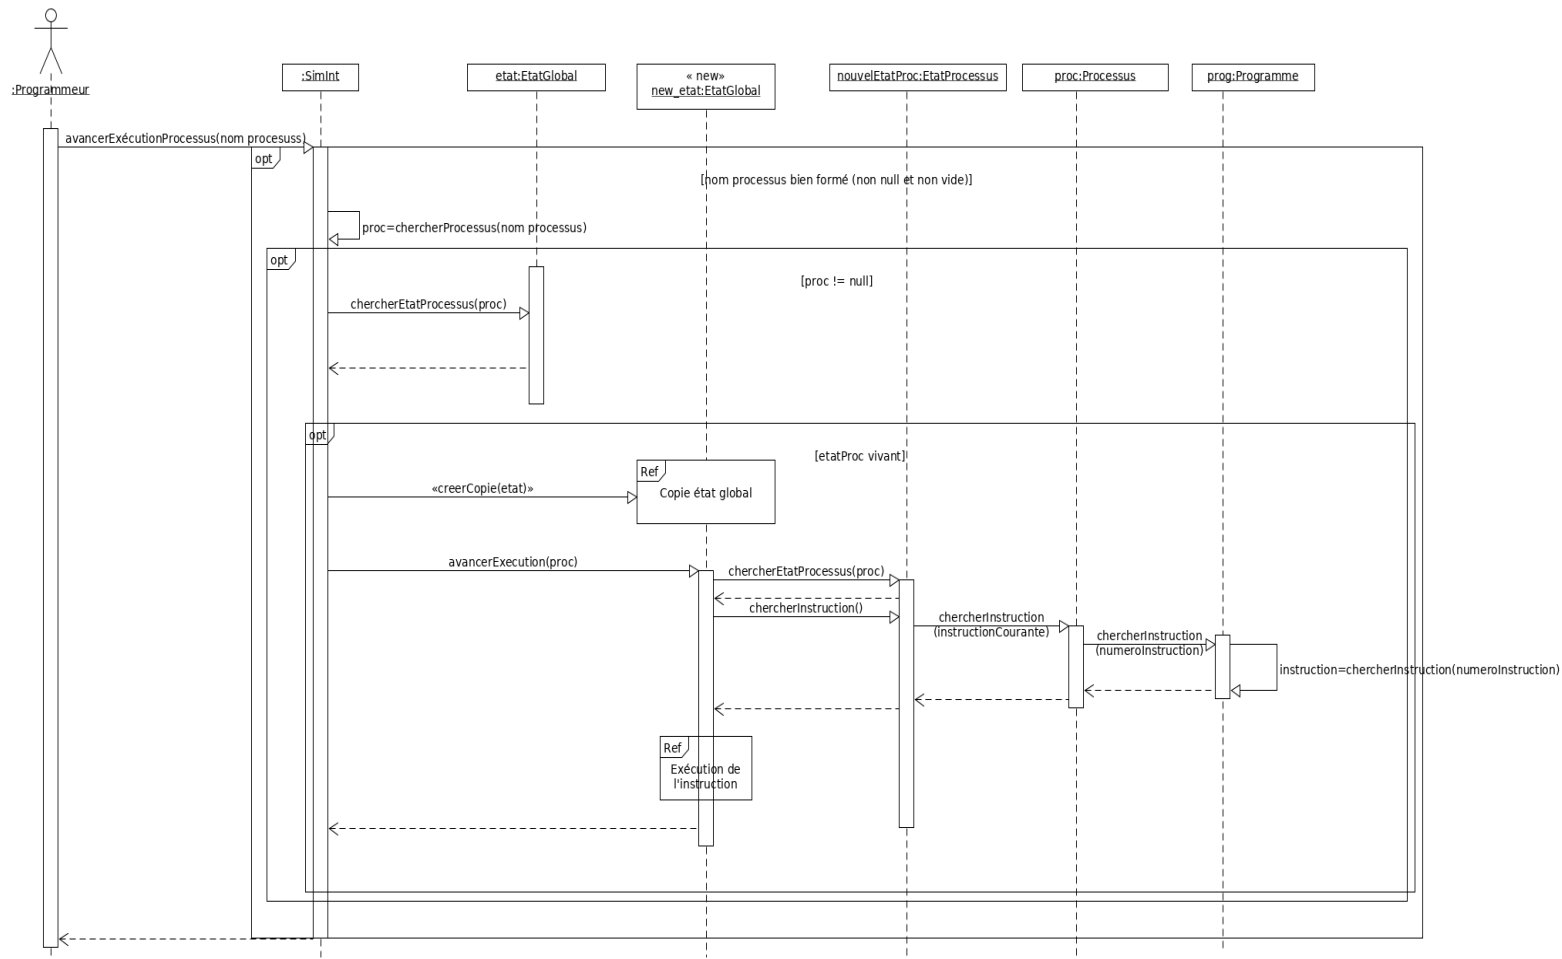 :Programmeur
:SimInt
etat:EtatGlobal
« new»
new_etat:EtatGlobal
nouvelEtatProc:EtatProcessus
proc:Processus
prog:Programme
avancerExécutionProcessus(nom procesuss)
opt
[nom processus bien formé (non null et non vide)]
proc=chercherProcessus(nom processus)
opt
[proc != null]
chercherEtatProcessus(proc)
opt
[etatProc vivant]
Ref
Copie état global
«creerCopie(etat)»
avancerExecution(proc)
chercherEtatProcessus(proc)
chercherInstruction()
chercherInstruction
(instructionCourante)
chercherInstruction
(numeroInstruction)
instruction=chercherInstruction(numeroInstruction)
Ref
Exécution de
l'instruction